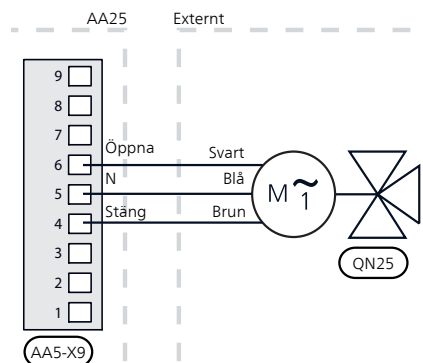 AA25 Externt
9
8
7
6 Öppna Svart
5 N Blå
4 Stäng Brun
3
2
1
M ~ 1
QN25
AA5-X9